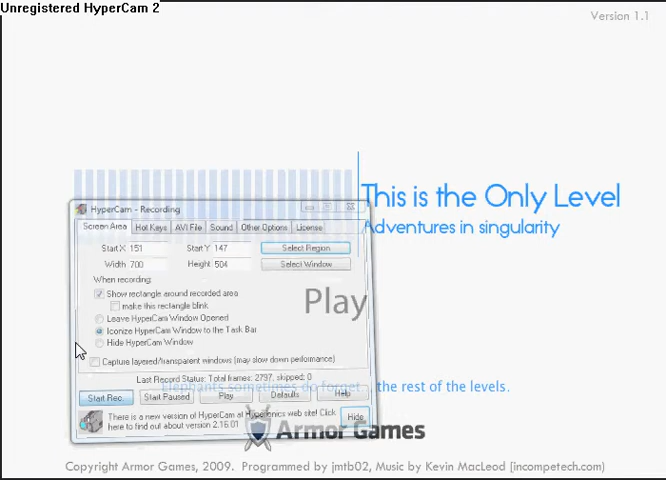 Unregistered HyperCam 2
Version 1.1
This is the Only Level
Adventures in singularity
HyperCam - Recording
Screen Area Hot Keys AVI File Sound Other Options License
Start X 151 Start Y 147 Select Region
Width 700 Height 504 Select Window
When recording:
Show rectangle around recorded area
make this rectangle blink
Play
Leave HyperCam Window Opened
Iconize HyperCam Window to the Task Bar
Hide HyperCam Window
Capture layered/transparent windows (may slow down performance)
Last Record Status: Total frames: 2797, skipped: 0
Elephants sometimes do forget... the rest of the levels.
Start Rec. Start Paused Play Defaults Help
There is a new version of HyperCam at Hyperionics web site! Click
here to find out about version 2.16.01
Hide
Armor Games
Copyright Armor Games, 2009. Programmed by jmtb02, Music by Kevin MacLeod [incompetech.com)